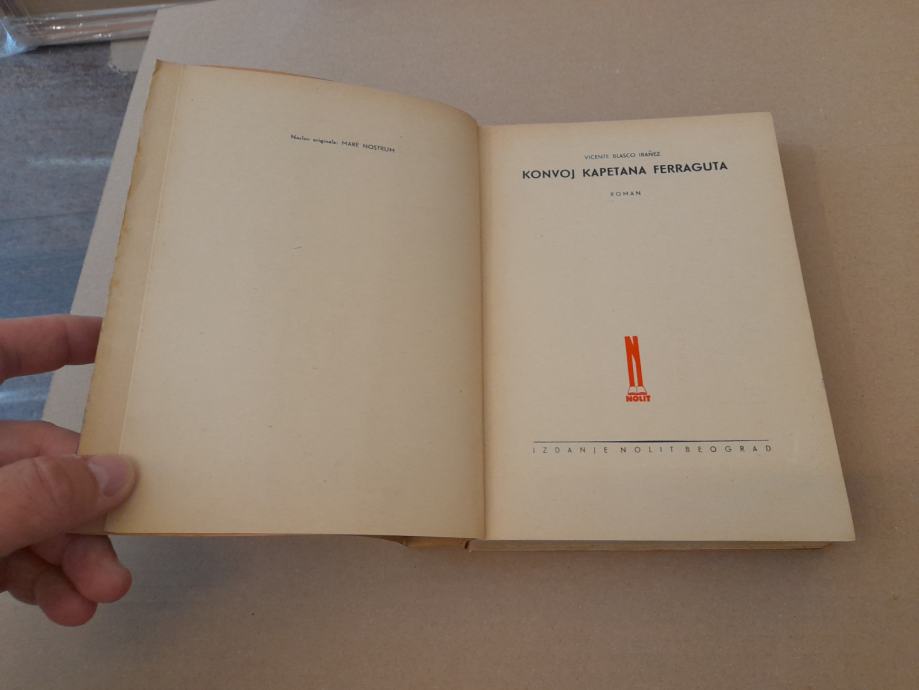 Naslov originala: MARE NOSTRUM
VICENTE BLASCO IBAÑEZ
KONVOJ KAPETANA FERRAGUTA
ROMAN
N
NOLIT
IZDANJE NOLIT BEOGRAD